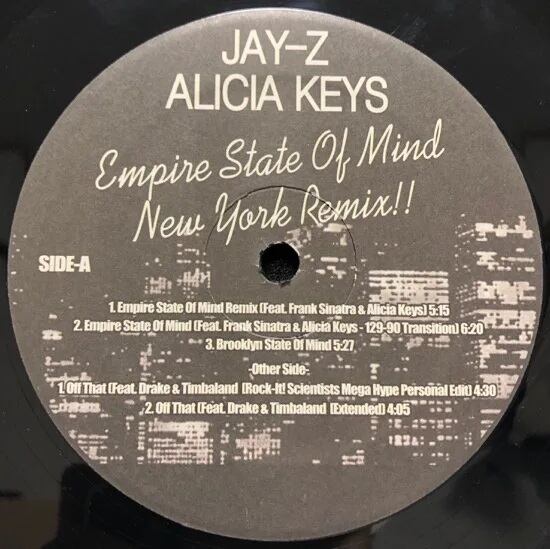 JAY-Z
ALICIA KEYS
Empire State Of Mind
New York Remix!!
SIDE-A
1. Empire State Of Mind Remix (Feat. Frank Sinatra & Alicia Keys) 5:15
2. Empire State Of Mind (Feat. Frank Sinatra & Alicia Keys - 129-90 Transition) 6:20
3. Brooklyn State Of Mind 5:27
-Other Side-
1. Off That (Feat. Drake & Timbaland (Rock-It! Scientists Mega Hype Personal Edit) 4:30
2. Off That (Feat. Drake & Timbaland (Extended) 4:05